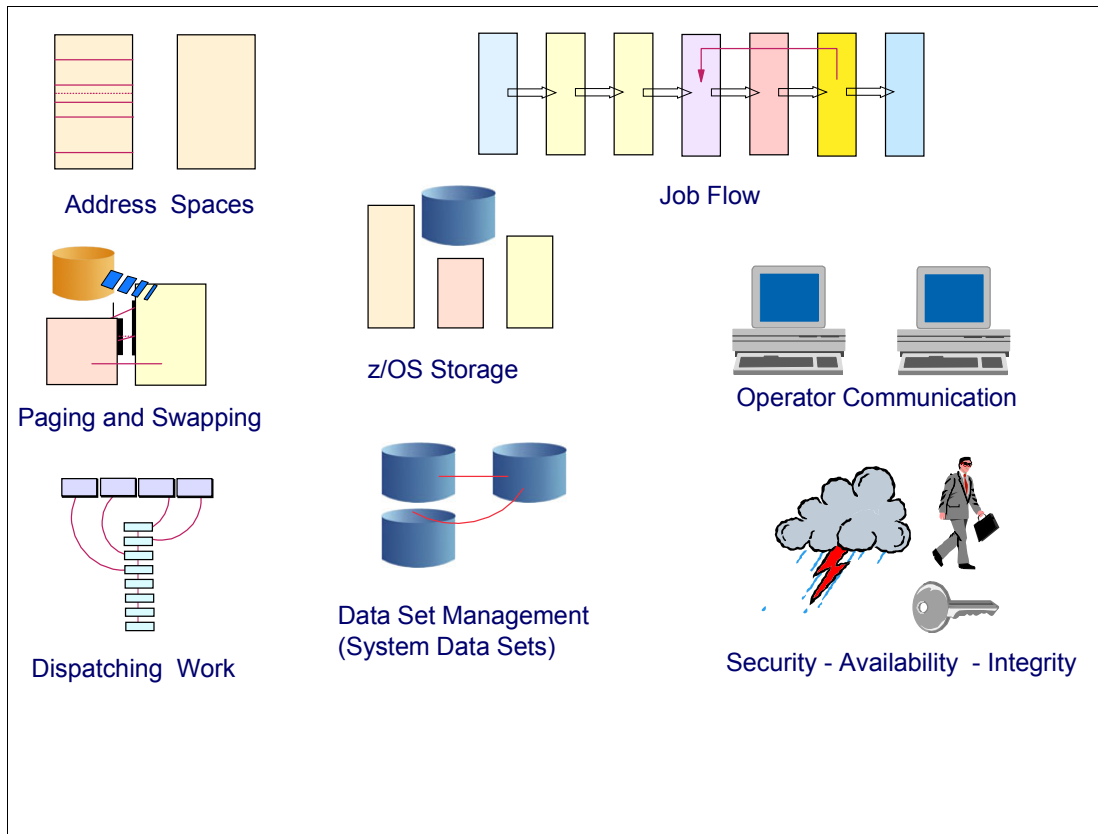 Address Spaces
Job Flow
Paging and Swapping
z/OS Storage
Operator Communication
Dispatching Work
Data Set Management
(System Data Sets)
Security - Availability - Integrity